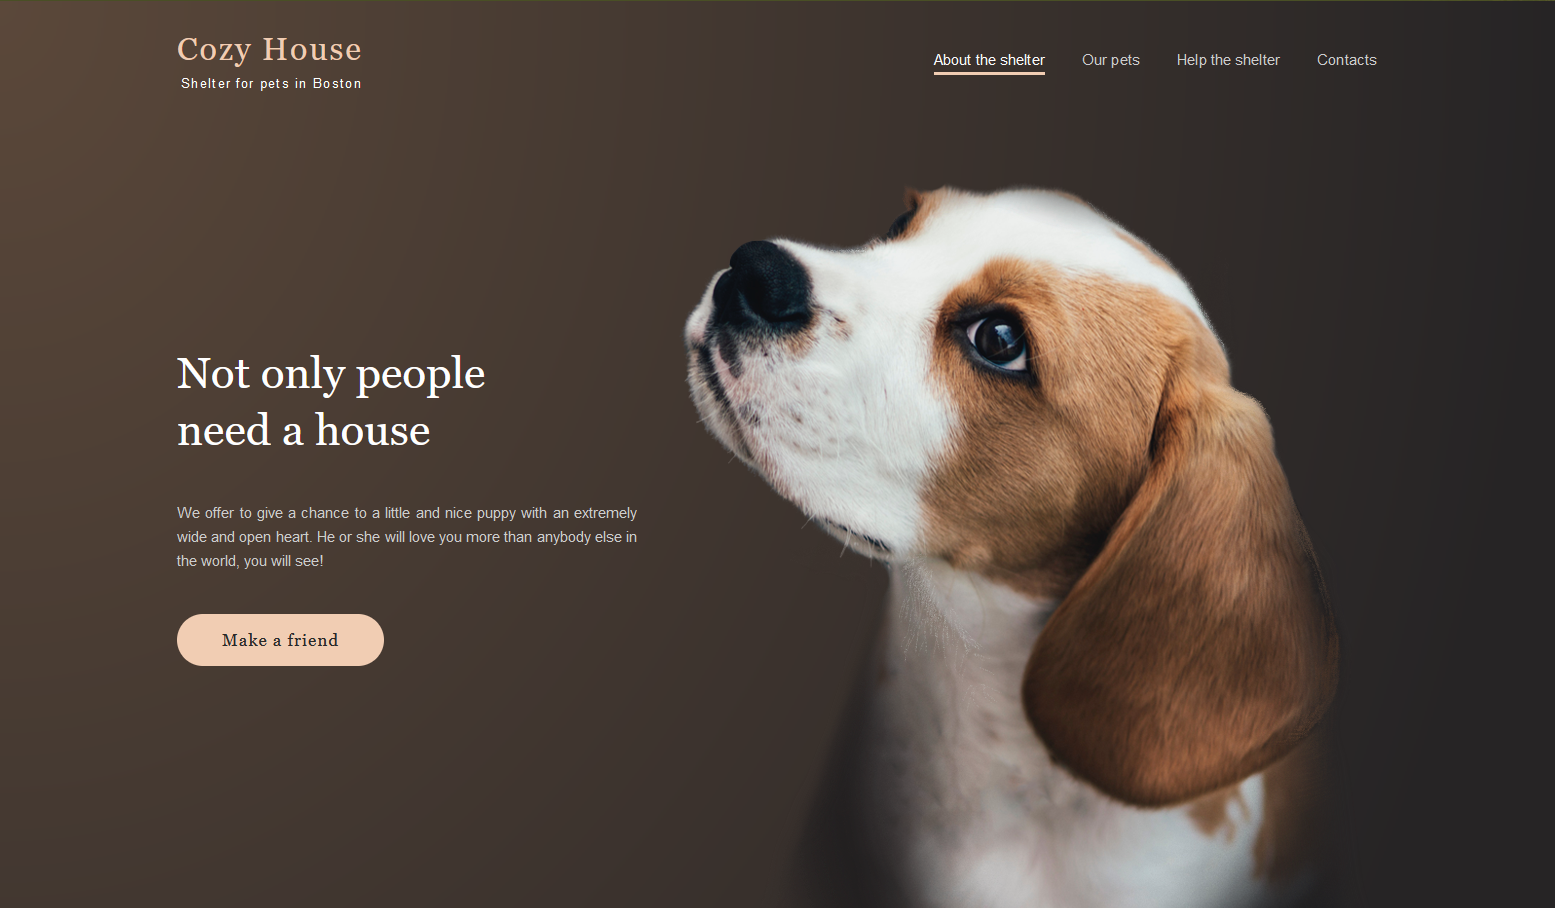 Cozy House
Shelter for pets in Boston
About the shelter
Our pets
Help the shelter
Contacts
Not only people
need a house
We offer to give a chance to a little and nice puppy with an extremely
wide and open heart. He or she will love you more than anybody else in
the world, you will see!
Make a friend